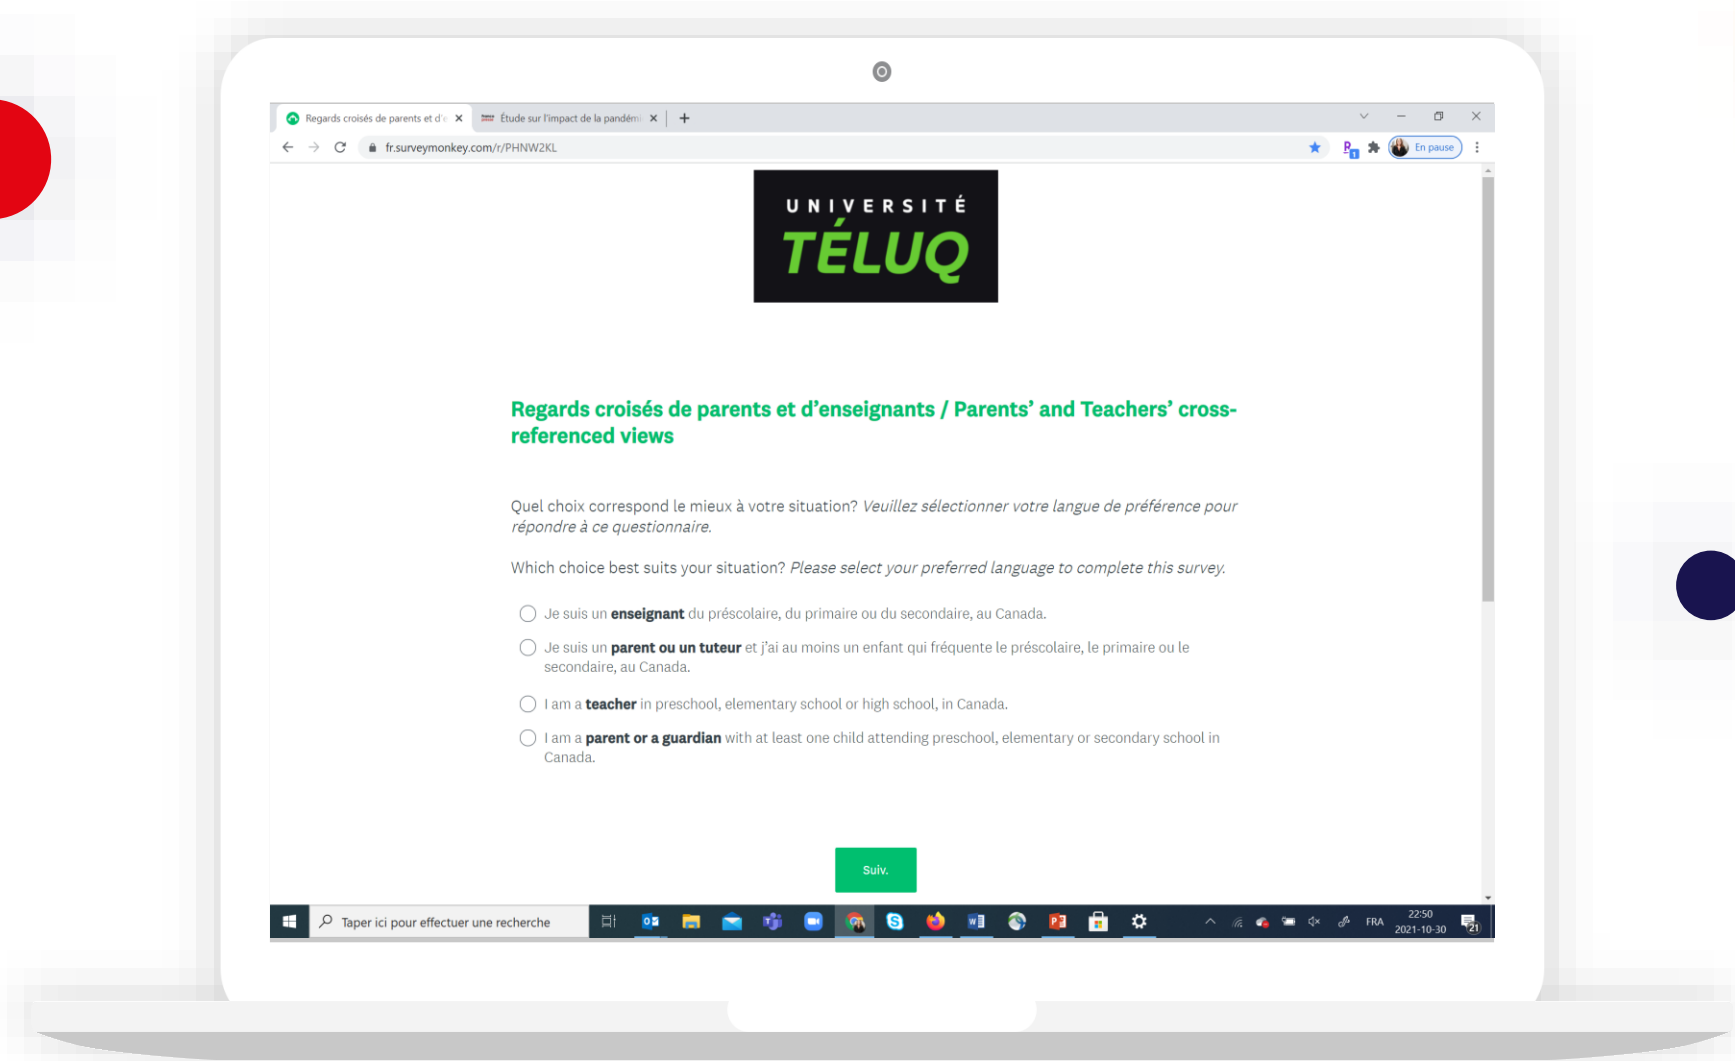 Regards croisés de parents et d'e
Étude sur l'impact de la pandémi
fr.surveymonkey.com/r/PHNW2KL
En pause
UNIVERSITÉ
TÉLUQ
Regards croisés de parents et d’enseignants / Parents’ and Teachers’ cross-
referenced views
Quel choix correspond le mieux à votre situation? Veuillez sélectionner votre langue de préférence pour
répondre à ce questionnaire.
Which choice best suits your situation? Please select your preferred language to complete this survey.
Je suis un enseignant du préscolaire, du primaire ou du secondaire, au Canada.
Je suis un parent ou un tuteur et j’ai au moins un enfant qui fréquente le préscolaire, le primaire ou le
secondaire, au Canada.
I am a teacher in preschool, elementary school or high school, in Canada.
I am a parent or a guardian with at least one child attending preschool, elementary or secondary school in
Canada.
Suiv.
Taper ici pour effectuer une recherche
FRA
22:50
2021-10-30
21